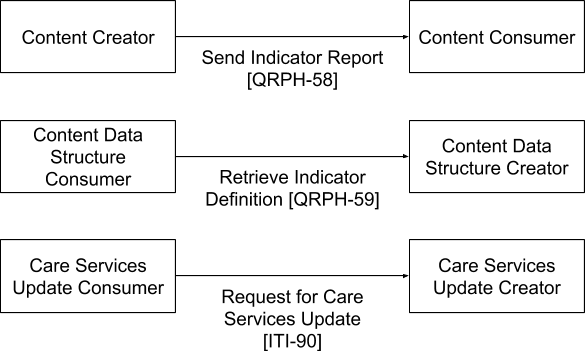 Content Creator
Content Consumer
Send Indicator Report
[QRPH-58]
Content Data
Structure
Consumer
Content Data
Structure Creator
Retrieve Indicator
Definition [QRPH-59]
Care Services
Update Consumer
Care Services
Update Creator
Request for Care
Services Update
[ITI-90]